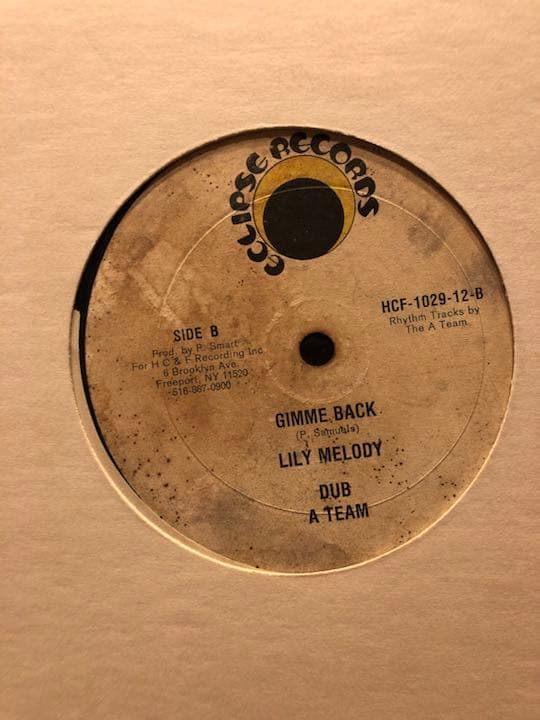 ECLIPSE RECORDS
HCF-1029-12-B
Rhythm Tracks by
The A Team
SIDE B
Prod. by P. Smart
For H C & F Recording Inc
6 Brooklyn Ave.
Freeport, NY 11520
516-867-0900
GIMME BACK
(P. Samuels)
LILY MELODY
DUB
A TEAM